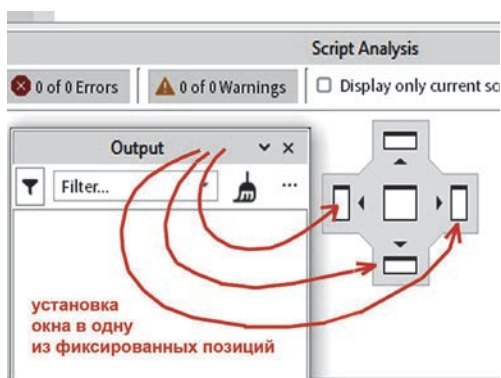 Script Analysis
0 of 0 Errors
0 of 0 Warnings
Display only current
Output
Filter...
...
установка
окна в одну
из фиксированных позиций